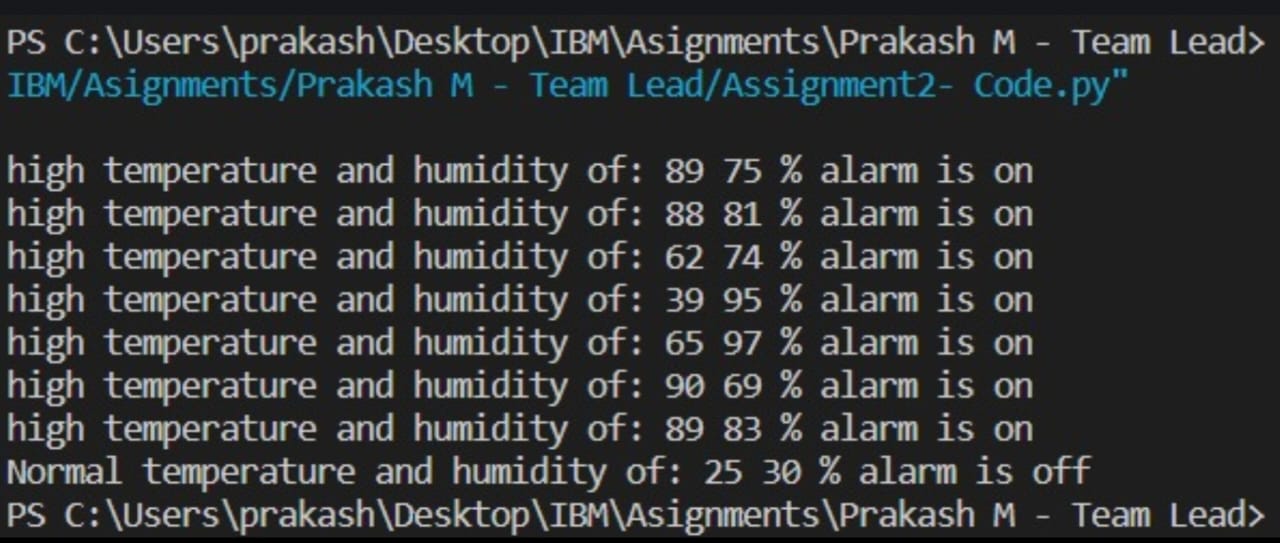 PS C:\Users\prakash\Desktop\IBM\Asignments\Prakash M - Team Lead>
IBM/Asignments/Prakash M - Team Lead/Assignment2- Code.py"
high temperature and humidity of: 89 75 % alarm is on
high temperature and humidity of: 88 81 % alarm is on
high temperature and humidity of: 62 74 % alarm is on
high temperature and humidity of: 39 95 % alarm is on
high temperature and humidity of: 65 97 % alarm is on
high temperature and humidity of: 90 69 % alarm is on
high temperature and humidity of: 89 83 % alarm is on
Normal temperature and humidity of: 25 30 % alarm is off
PS C:\Users\prakash\Desktop\IBM\Asignments\Prakash M - Team Lead>